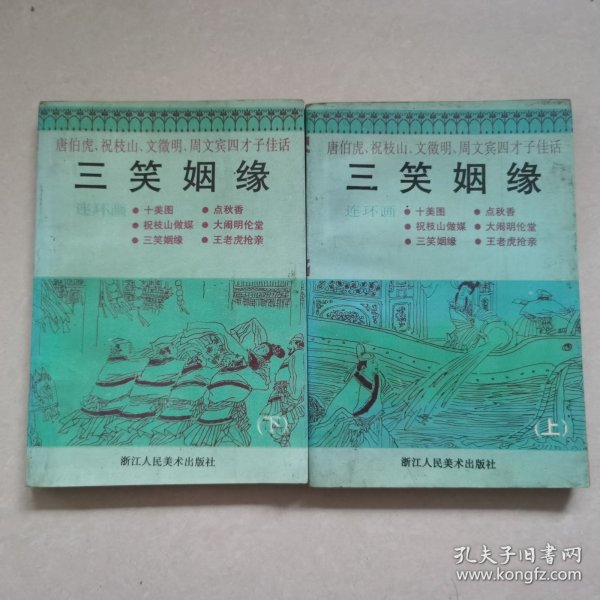 唐伯虎、祝枝山、文徵明、周文宾四才子佳话
三笑姻缘
连环画
●十美图 ●点秋香
●祝枝山做媒 ●大闹明伦堂
●三笑姻缘 ●王老虎抢亲
(下)
浙江人民美术出版社
唐伯虎、祝枝山、文徵明、周文宾四才子佳话
三笑姻缘
连环画
●十美图 ●点秋香
●祝枝山做媒 ●大闹明伦堂
●三笑姻缘 ●王老虎抢亲
(上)
浙江人民美术出版社
孔夫子旧书网
www.kongfz.com